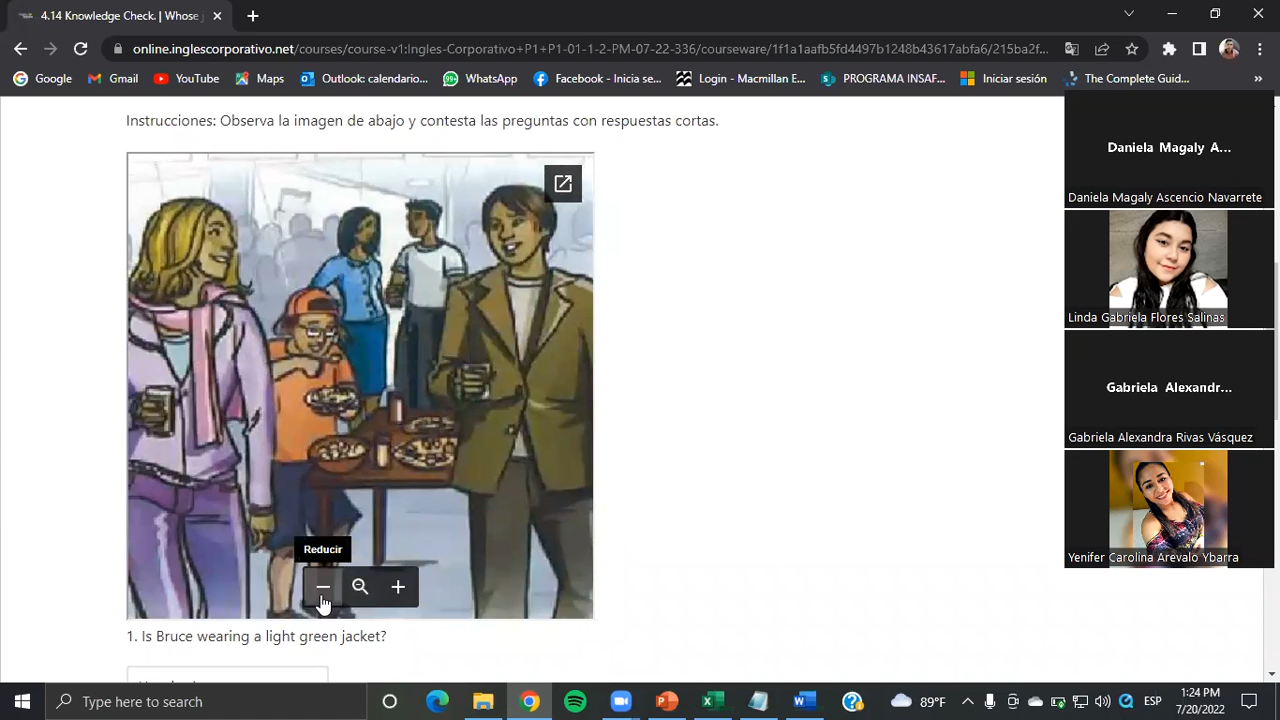 4.14 Knowledge Check. | Whose j
online.inglescorporativo.net/courses/course-v1:Ingles-Corporativo+P1+P1-01-1-2-PM-07-22-336/courseware/1f1a1aafb5fd4497b1248b43617abfa6/215ba2f...
Google
Gmail
YouTube
Maps
Outlook: calendario...
WhatsApp
Facebook - Inicia se...
Login - Macmillan E...
PROGRAMA INSAF...
Iniciar sesión
The Complete Guid...
»
Instrucciones: Observa la imagen de abajo y contesta las preguntas con respuestas cortas.
Daniela Magaly A...
Daniela Magaly Ascencio Navarrete
Linda Gabriela Flores Salinas
Gabriela Alexandr...
Gabriela Alexandra Rivas Vásquez
Yenifer Carolina Arevalo Ybarra
Reducir
1. Is Bruce wearing a light green jacket?
Type here to search
89°F
ESP
1:24 PM
7/20/2022